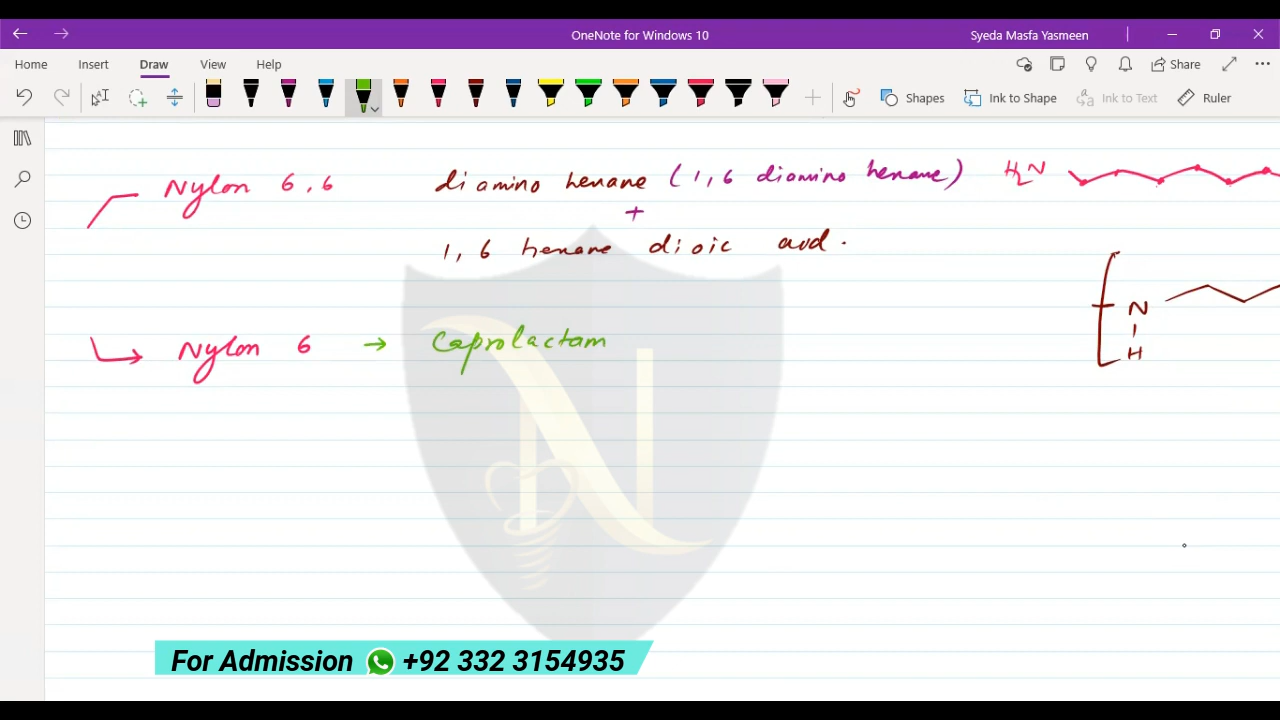 OneNote for Windows 10
Syeda Masfa Yasmeen
Home Insert Draw View Help
Share
Shapes Ink to Shape Ink to Text Ruler
Nylon 6,6 diamino hexane (1,6 diamino hexane) H2N
+
1, 6 hexane dioic acid.
N
H
Nylon 6 → Caprolactam
For Admission +92 332 3154935